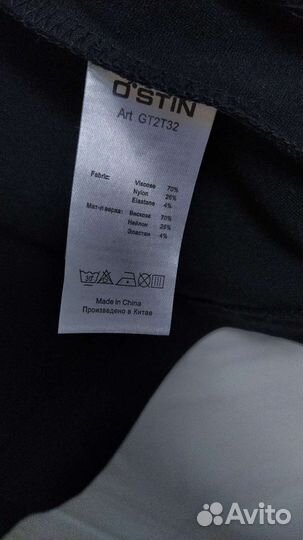 O'STIN
Art GT2T32
Fabric: Viscose 70%
Nylon 26%
Elastane 4%
Мат-л верха: Вискоза 70%
Нейлон 26%
Эластан 4%
30
Made in China
Произведено в Китае
Avito